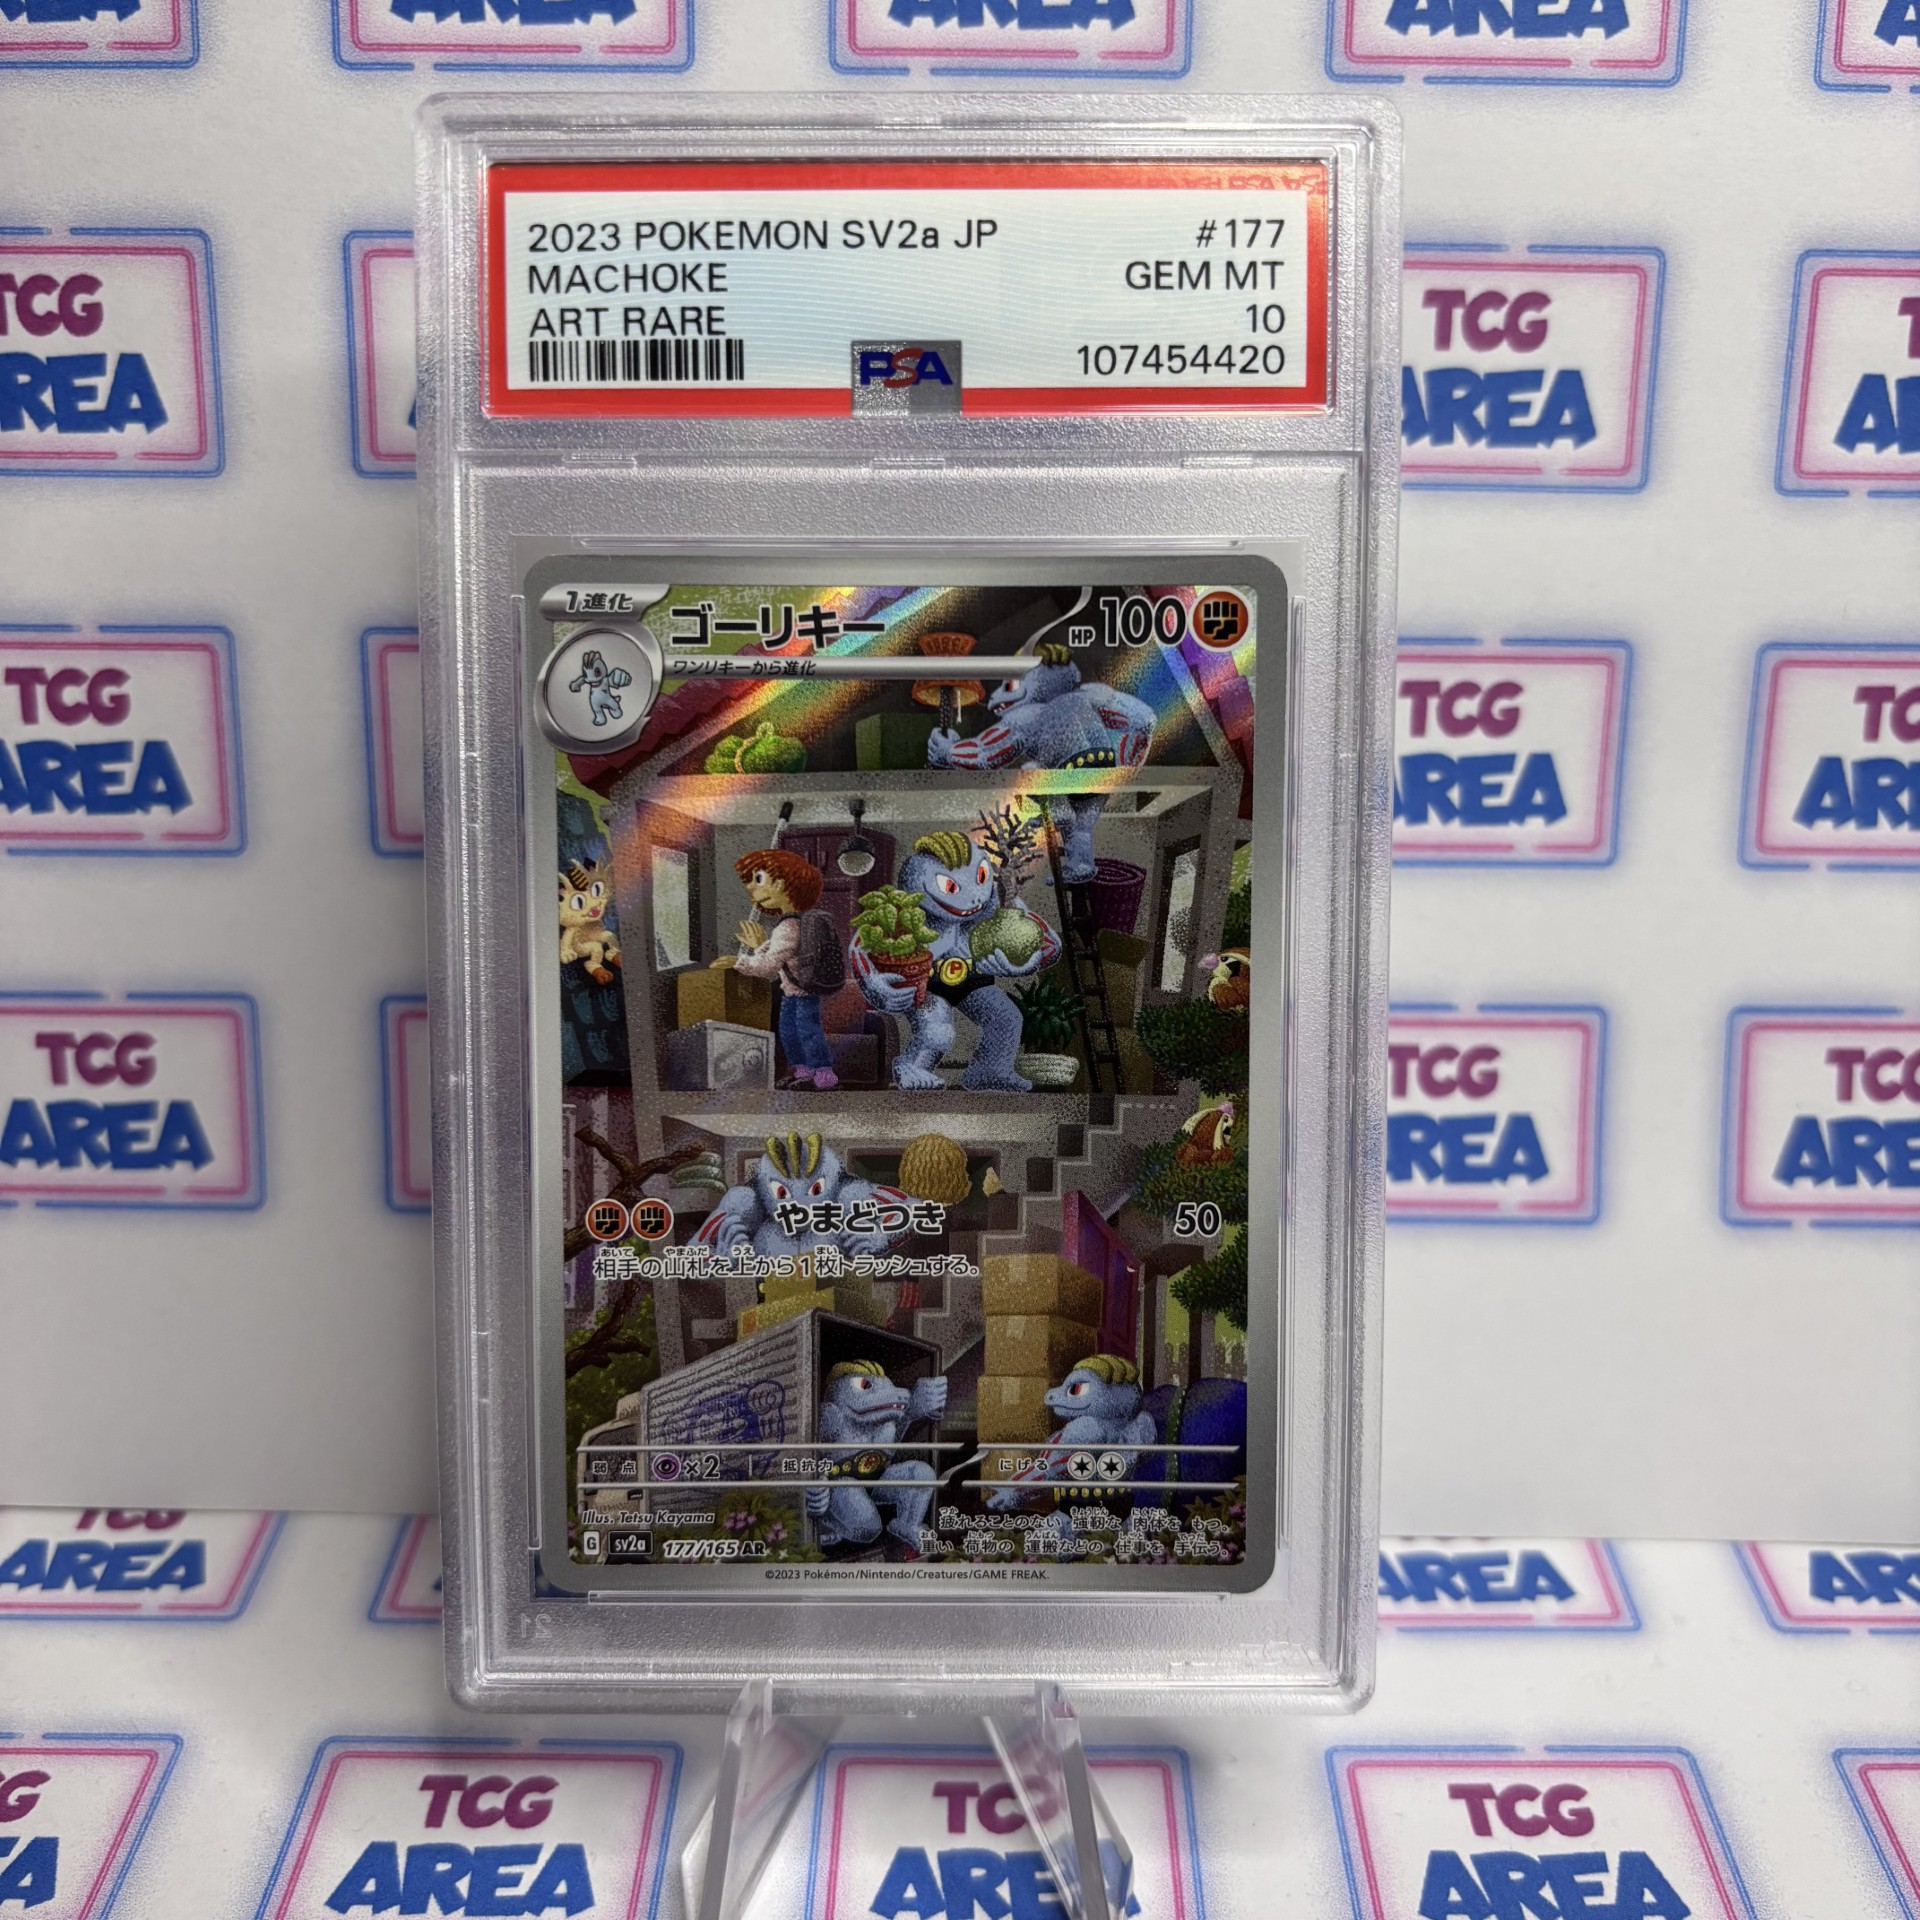 2023 POKEMON SV2a JP #177
MACHOKE GEM MT
ART RARE 10
PSA 107454420
1進化 ゴーリキー HP 100
ワンリキーから進化
やまどつき 50
相手の山札を上から1枚トラッシュする。
弱点 ×2 抵抗力 にげる
Illus. Tetsu Kayama
疲れることのない 強靭な 肉体を もつ。
重い 荷物の 運搬などの 仕事を 手伝う。
G sv2a 177/165 AR
©2023 Pokémon/Nintendo/Creatures/GAME FREAK.
TCG
AREA